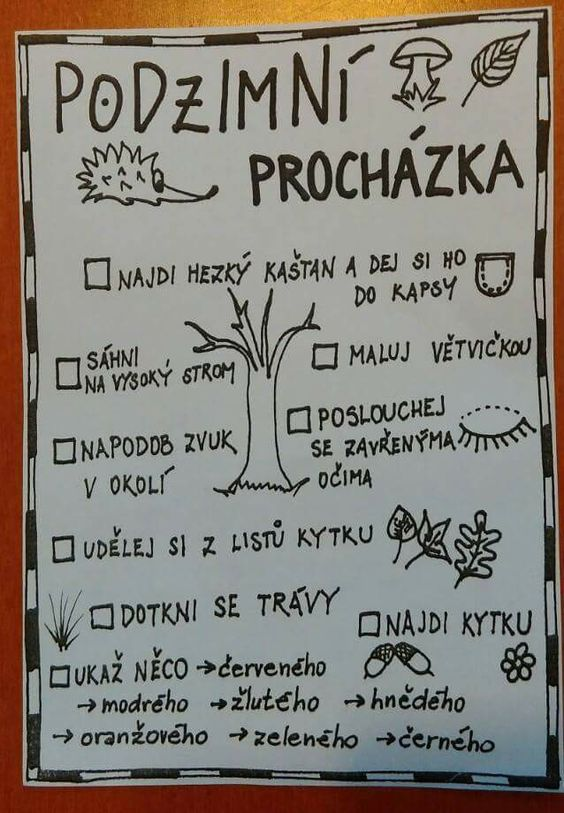 PODZIMNÍ
PROCHÁZKA
NAJDI HEZKÝ KAŠTAN A DEJ SI HO
DO KAPSY
SÁHNI
NA VYSOKÝ STROM
MALUJ VĚTVIČKOU
NAPODOB ZVUK
V OKOLÍ
POSLOUCHEJ
SE ZAVŘENÝMA
OČIMA
UDĚLEJ SI Z LISTŮ KYTKU
DOTKNI SE TRÁVY
NAJDI KYTKU
UKAŽ NĚCO → červeného
→ modrého → žlutého → hnědého
→ oranžového → zeleného → černého